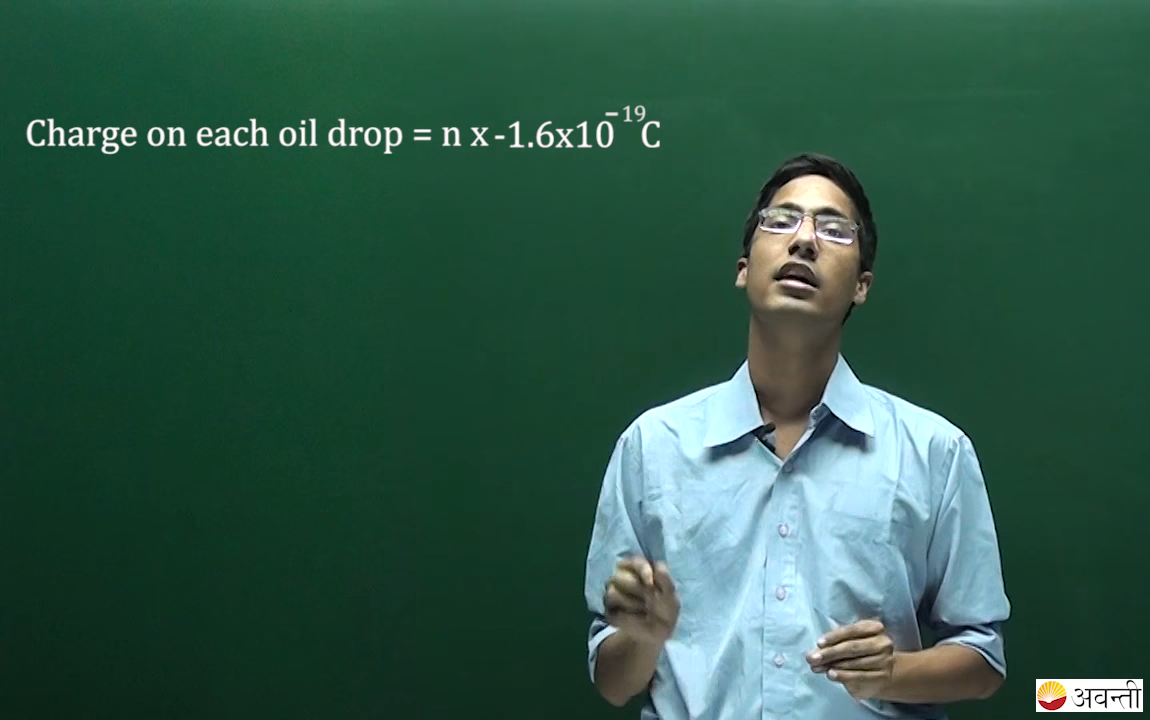 Charge on each oil drop = n x -1.6x10⁻¹⁹C
अवन्ती